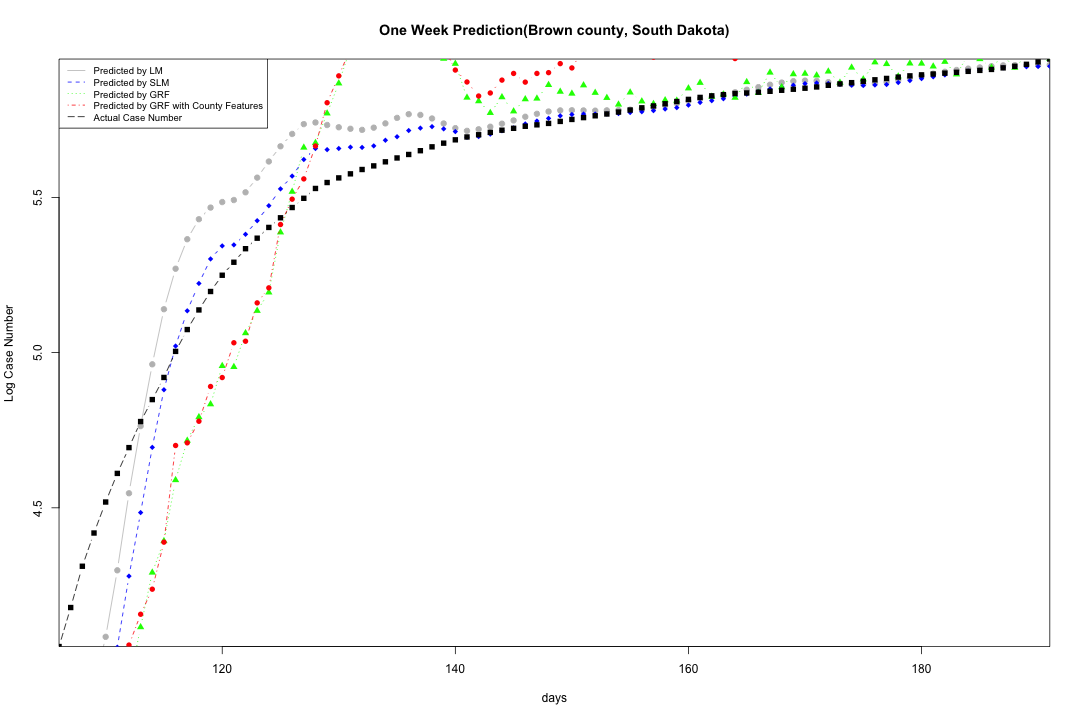 One Week Prediction(Brown county, South Dakota)
Predicted by LM
Predicted by SLM
Predicted by GRF
Predicted by GRF with County Features
Actual Case Number
Log Case Number
5.5
5.0
4.5
120 140 160 180
days